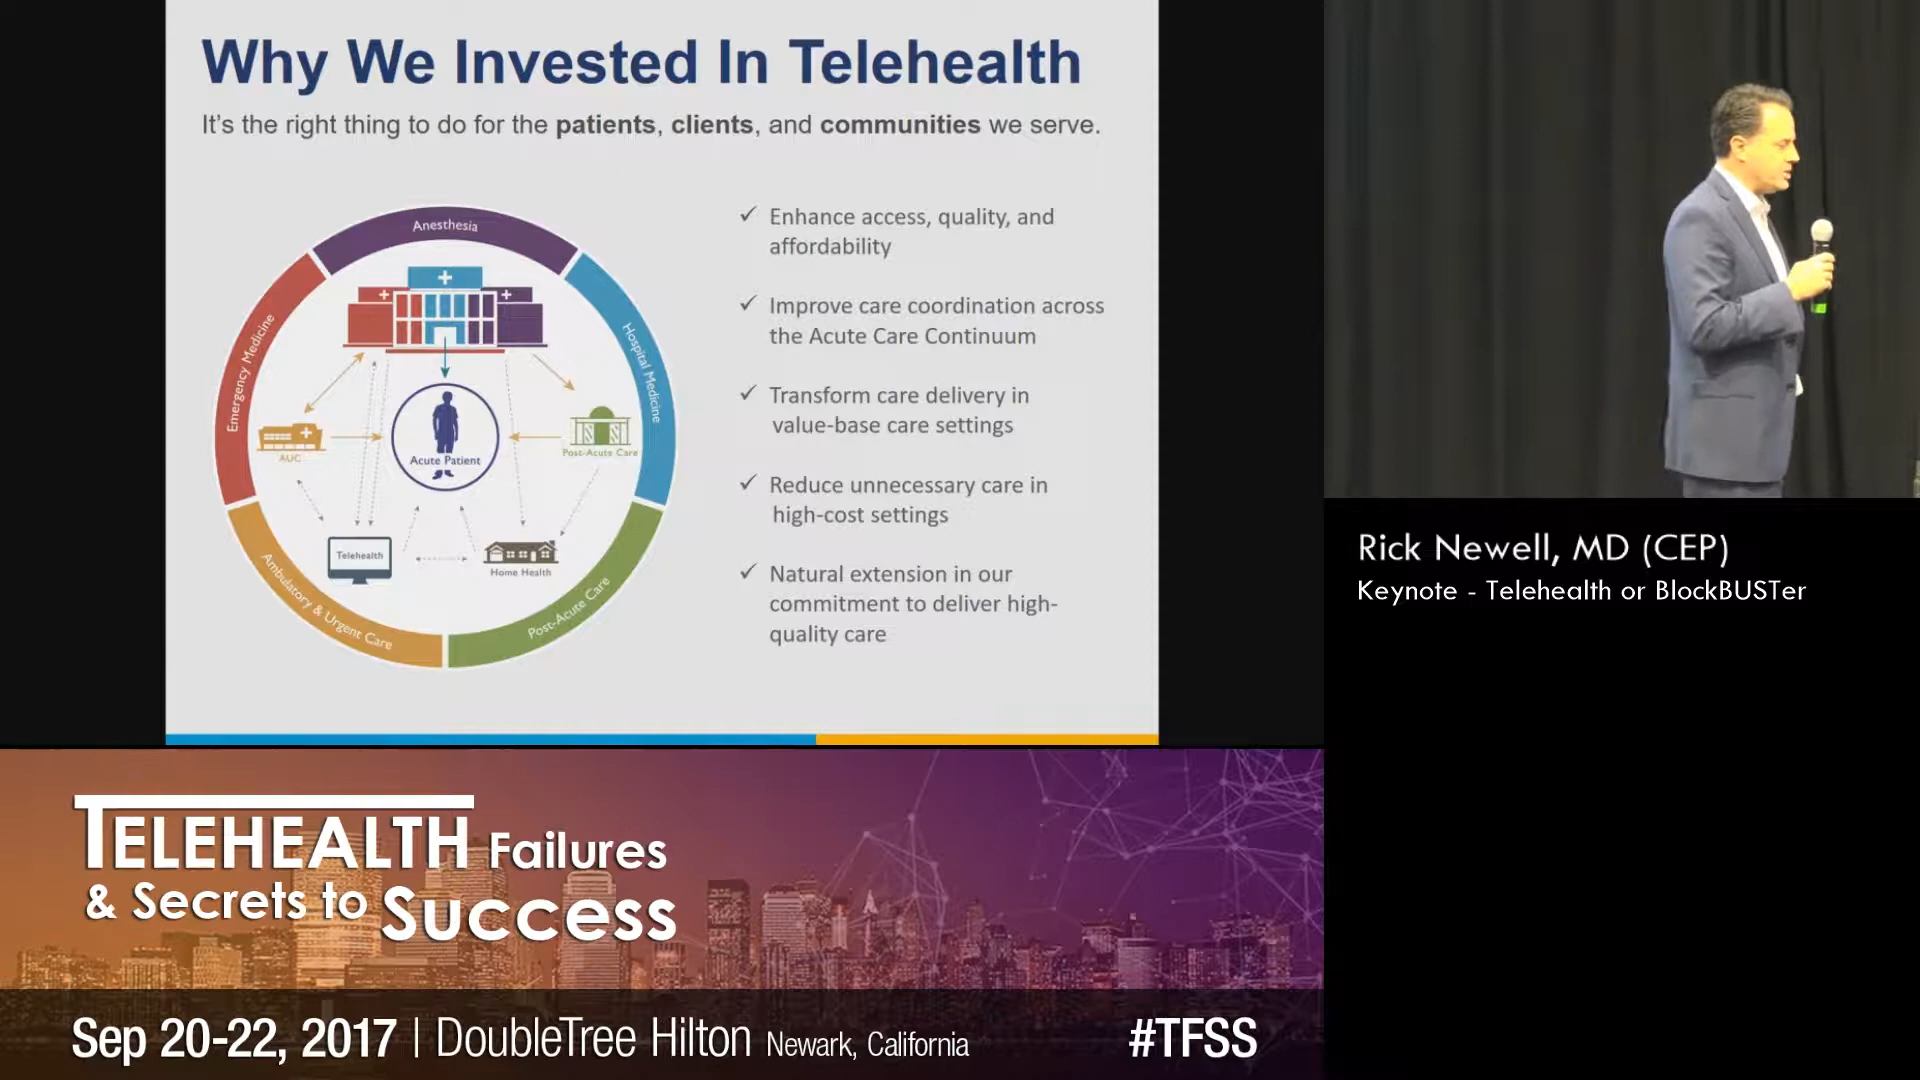 Why We Invested In Telehealth
It's the right thing to do for the patients, clients, and communities we serve.
Anesthesia
Emergency Medicine
Hospital Medicine
AUC
Acute Patient
Post-Acute Care
Telehealth
Home Health
Ambulatory & Urgent Care
Post-Acute Care
✓ Enhance access, quality, and
affordability
✓ Improve care coordination across
the Acute Care Continuum
✓ Transform care delivery in
value-base care settings
✓ Reduce unnecessary care in
high-cost settings
✓ Natural extension in our
commitment to deliver high-
quality care
Rick Newell, MD (CEP)
Keynote - Telehealth or BlockBUSTer
TELEHEALTH Failures
& Secrets to Success
Sep 20-22, 2017 | DoubleTree Hilton Newark, California
#TFSS